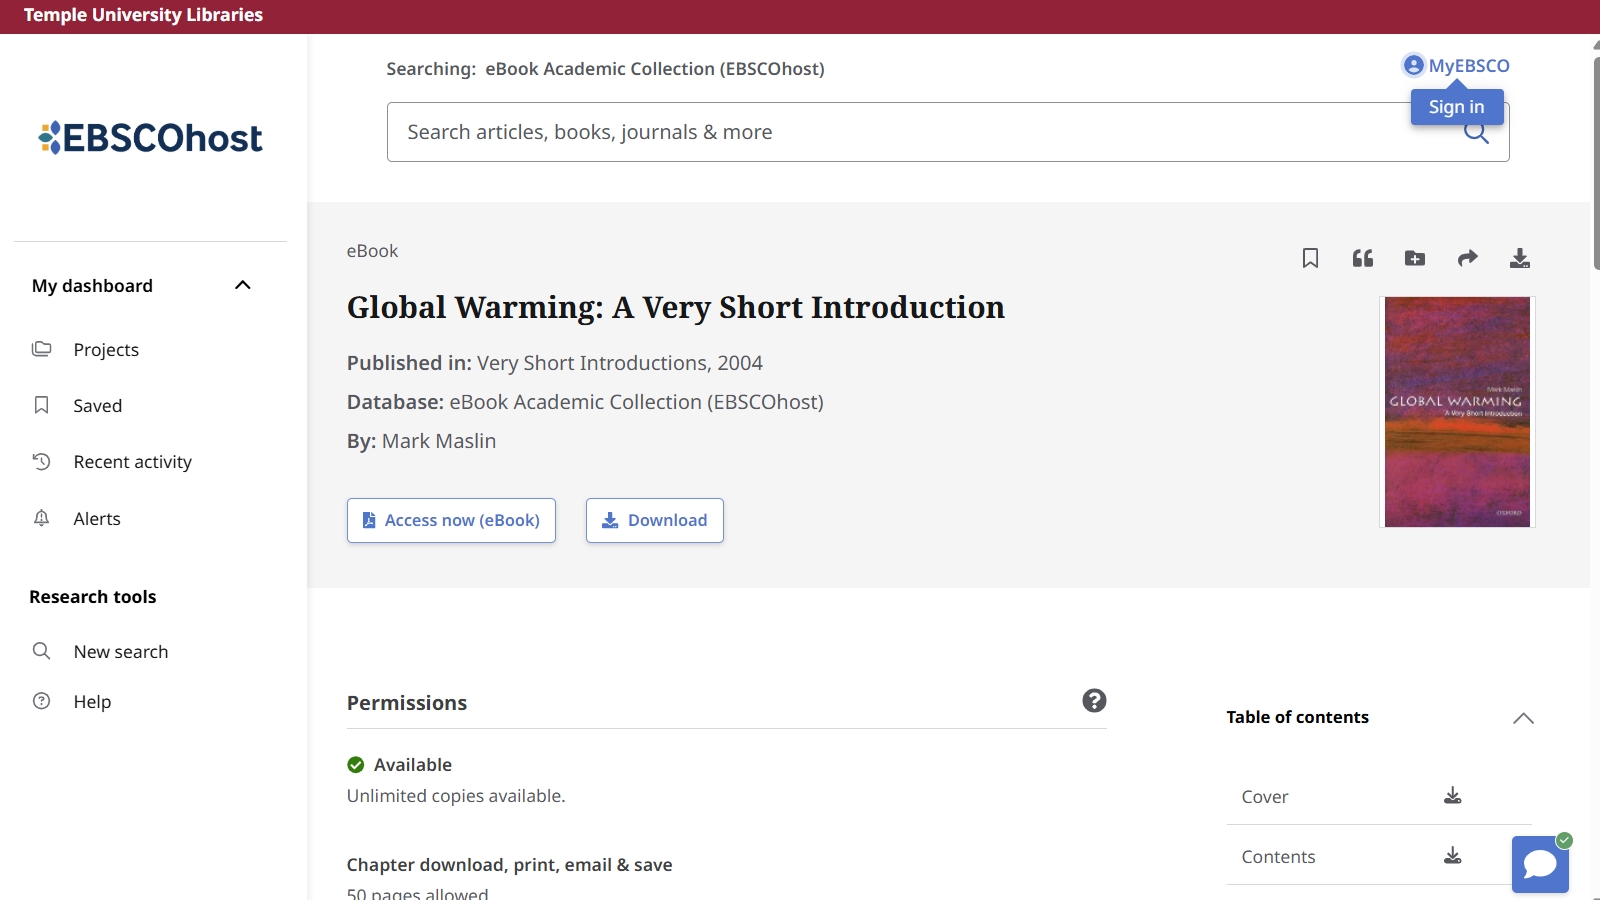 Temple University Libraries
EBSCOhost
Searching: eBook Academic Collection (EBSCOhost)
MyEBSCO
Sign in
Search articles, books, journals & more
My dashboard
Projects
Saved
Recent activity
Alerts
Research tools
New search
Help
eBook
Global Warming: A Very Short Introduction
Published in: Very Short Introductions, 2004
Database: eBook Academic Collection (EBSCOhost)
By: Mark Maslin
Access now (eBook)
Download
Mark Maslin
GLOBAL WARMING
A Very Short Introduction
OXFORD
Permissions
Available
Unlimited copies available.
Chapter download, print, email & save
50 pages allowed
Table of contents
Cover
Contents